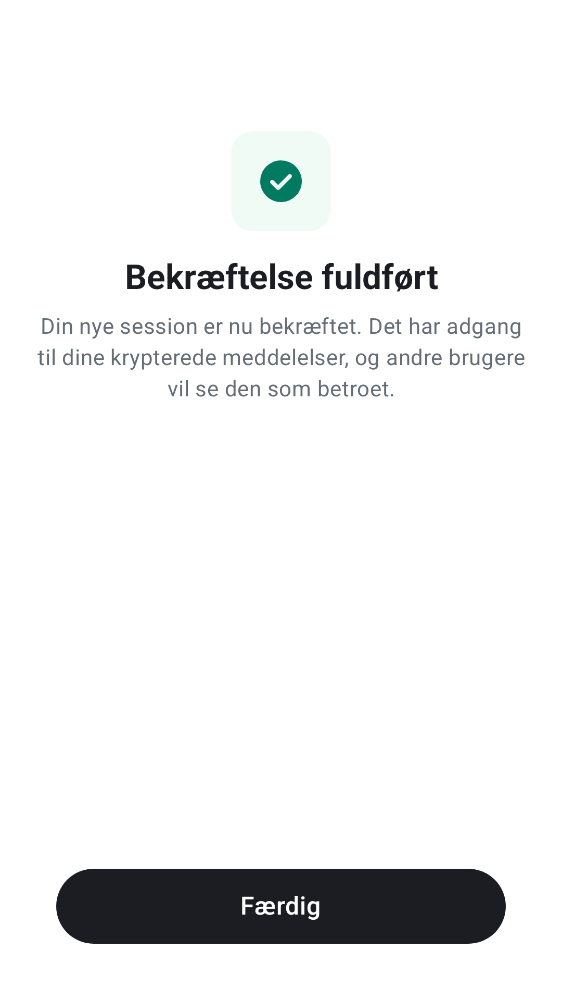 Bekræftelse fuldført
Din nye session er nu bekræftet. Det har adgang
til dine krypterede meddelelser, og andre brugere
vil se den som betroet.
Færdig